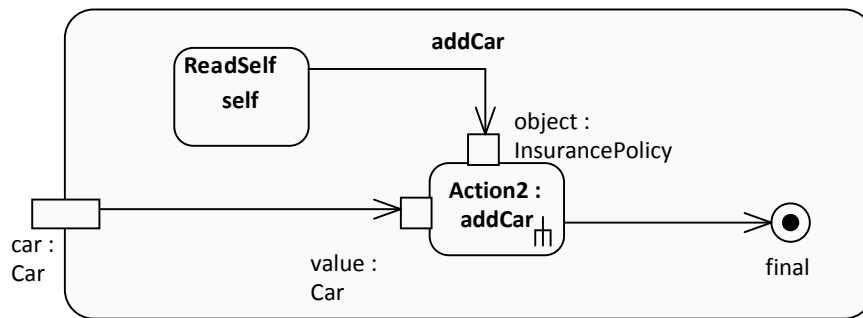 addCar
ReadSelf
self
object :
InsurancePolicy
Action2 :
addCar
car :
Car
value :
Car
final